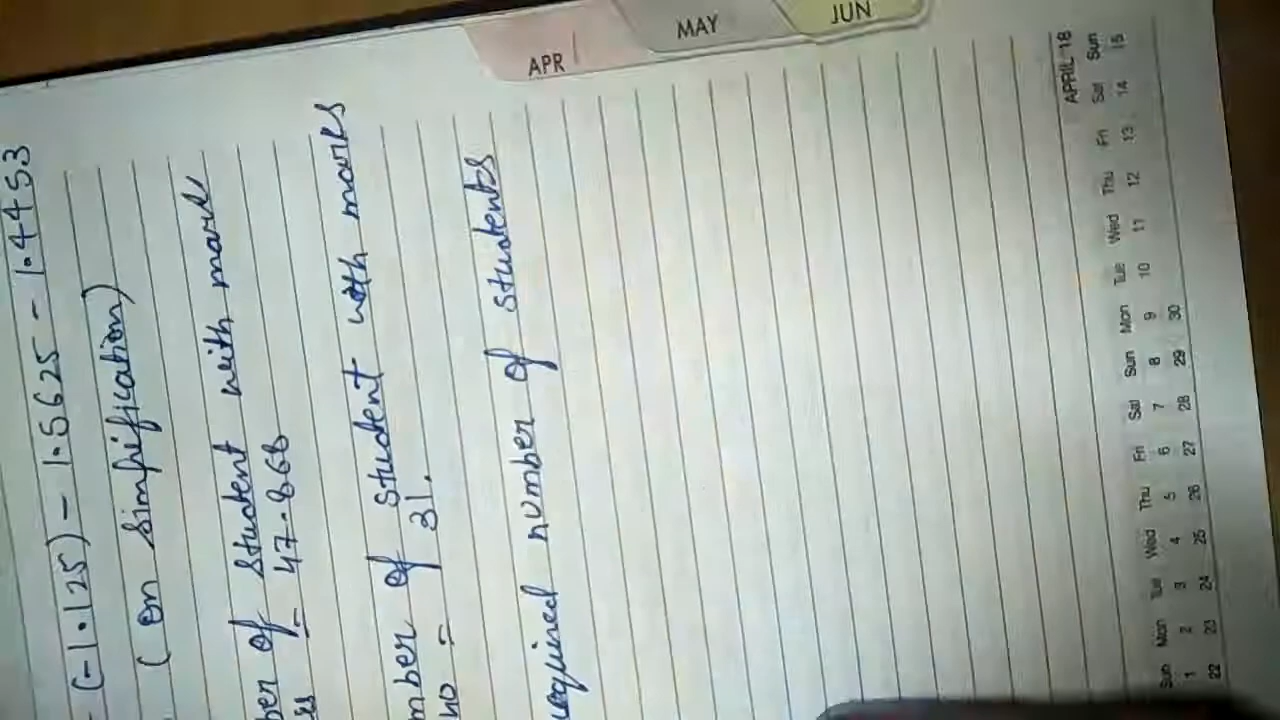 (-1.125) - 1.5625 - 1.4453
(on simplification)
ber of student with mark
= 47.868
mber of student with marks
40 = 31.
required number of students
APR
MAY
JUN
APRIL '18
Sun Mon Tue Wed Thu Fri Sat Sun Mon Tue Wed Thu Fri Sat Sun
1 2 3 4 5 6 7 8 9 10 11 12 13 14 15
22 23 24 25 26 27 28 29 30